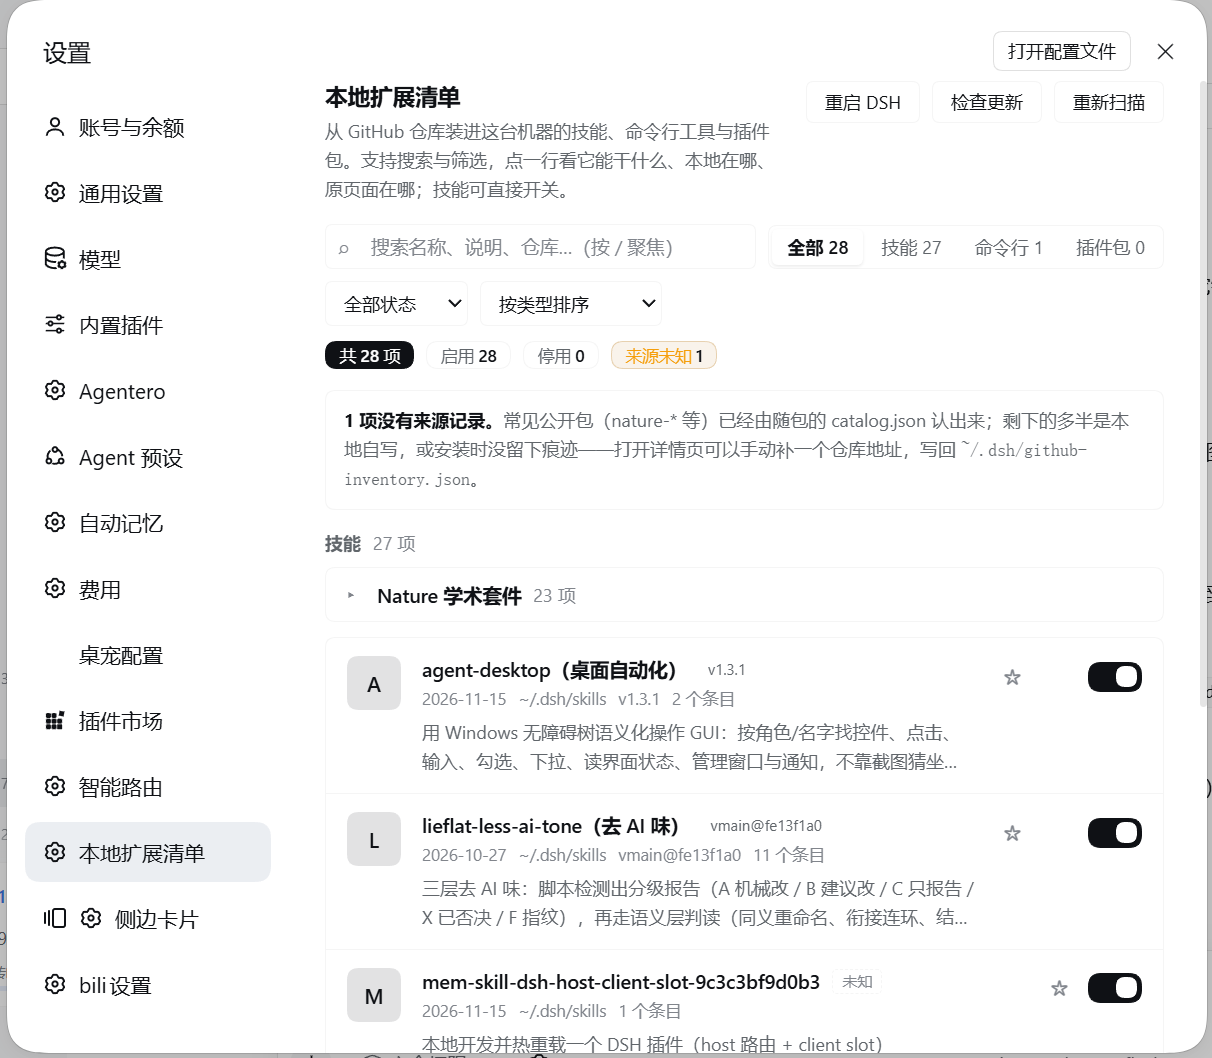 设置
打开配置文件
账号与余额
通用设置
模型
内置插件
Agentero
Agent 预设
自动记忆
费用
桌宠配置
插件市场
智能路由
本地扩展清单
侧边卡片
bili设置
本地扩展清单
重启 DSH
检查更新
重新扫描
从 GitHub 仓库装进这台机器的技能、命令行工具与插件
包。支持搜索与筛选，点一行看它能干什么、本地在哪、
原页面在哪；技能可直接开关。
搜索名称、说明、仓库...（按 / 聚焦）
全部 28
技能 27
命令行 1
插件包 0
全部状态
按类型排序
共 28 项
启用 28
停用 0
来源未知 1
1 项没有来源记录。常见公开包（nature-* 等）已经由随包的 catalog.json 认出来；剩下的多半是本
地自写，或安装时没留下痕迹——打开详情页可以手动补一个仓库地址，写回 ~/.dsh/github-
inventory.json。
技能 27 项
Nature 学术套件 23 项
A
agent-desktop（桌面自动化） v1.3.1
2026-11-15 ~/.dsh/skills v1.3.1 2 个条目
用 Windows 无障碍树语义化操作 GUI：按角色/名字找控件、点击、
输入、勾选、下拉、读界面状态、管理窗口与通知，不靠截图猜坐...
L
lieflat-less-ai-tone（去 AI 味） vmain@fe13f1a0
2026-10-27 ~/.dsh/skills vmain@fe13f1a0 11 个条目
三层去 AI 味：脚本检测出分级报告（A 机械改 / B 建议改 / C 只报告 /
X 已否决 / F 指纹），再走语义层判读（同义重命名、衔接连环、结...
M
mem-skill-dsh-host-client-slot-9c3c3bf9d0b3 未知
2026-11-15 ~/.dsh/skills 1 个条目
本地开发并热重载一个 DSH 插件（host 路由 + client slot）